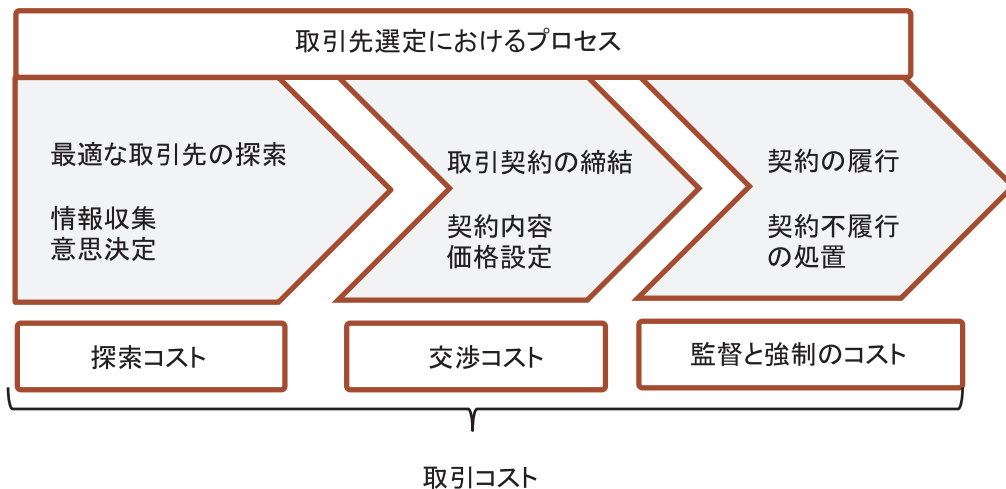 取引先選定におけるプロセス
最適な取引先の探索
情報収集
意思決定
取引契約の締結
契約内容
価格設定
契約の履行
契約不履行
の処置
探索コスト
交渉コスト
監督と強制のコスト
取引コスト